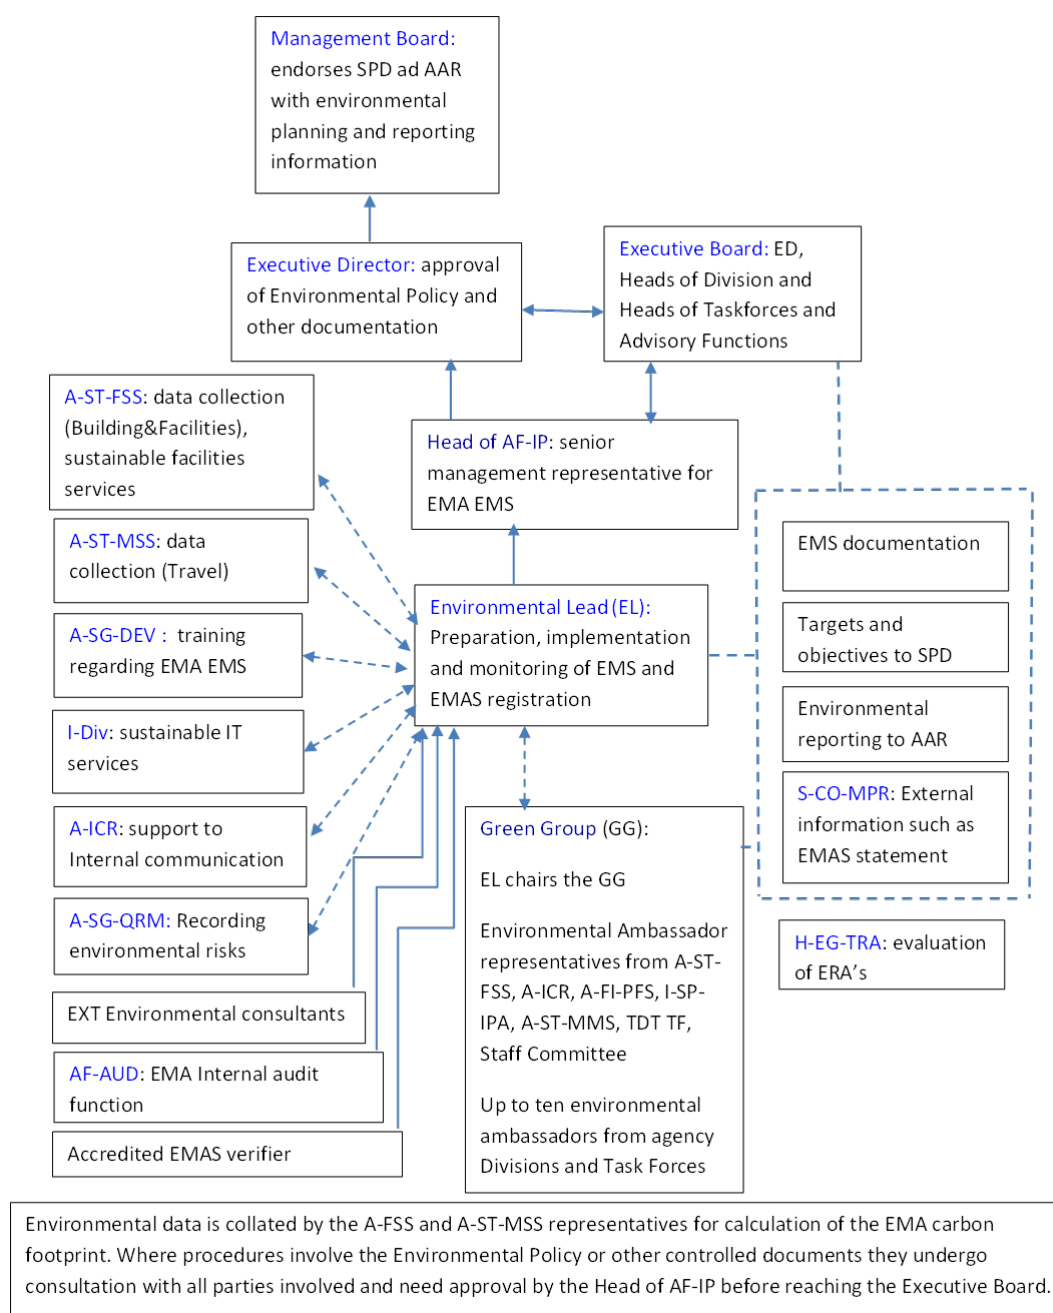 Management Board:
endorses SPD ad AAR
with environmental
planning and reporting
information
Executive Director: approval
of Environmental Policy and
other documentation
Executive Board: ED,
Heads of Division and
Heads of Taskforces and
Advisory Functions
A-ST-FSS: data collection
(Building&Facilities),
sustainable facilities
services
Head of AF-IP: senior
management representative for
EMA EMS
A-ST-MSS: data
collection (Travel)
A-SG-DEV : training
regarding EMA EMS
I-Div: sustainable IT
services
A-ICR: support to
Internal communication
A-SG-QRM: Recording
environmental risks
EXT Environmental consultants
AF-AUD: EMA Internal audit
function
Accredited EMAS verifier
Environmental Lead (EL):
Preparation, implementation
and monitoring of EMS and
EMAS registration
Green Group (GG):
EL chairs the GG
Environmental Ambassador
representatives from A-ST-
FSS, A-ICR, A-FI-PFS, I-SP-
IPA, A-ST-MMS, TDT TF,
Staff Committee
Up to ten environmental
ambassadors from agency
Divisions and Task Forces
EMS documentation
Targets and
objectives to SPD
Environmental
reporting to AAR
S-CO-MPR: External
information such as
EMAS statement
H-EG-TRA: evaluation
of ERA's
Environmental data is collated by the A-FSS and A-ST-MSS representatives for calculation of the EMA carbon
footprint. Where procedures involve the Environmental Policy or other controlled documents they undergo
consultation with all parties involved and need approval by the Head of AF-IP before reaching the Executive Board.